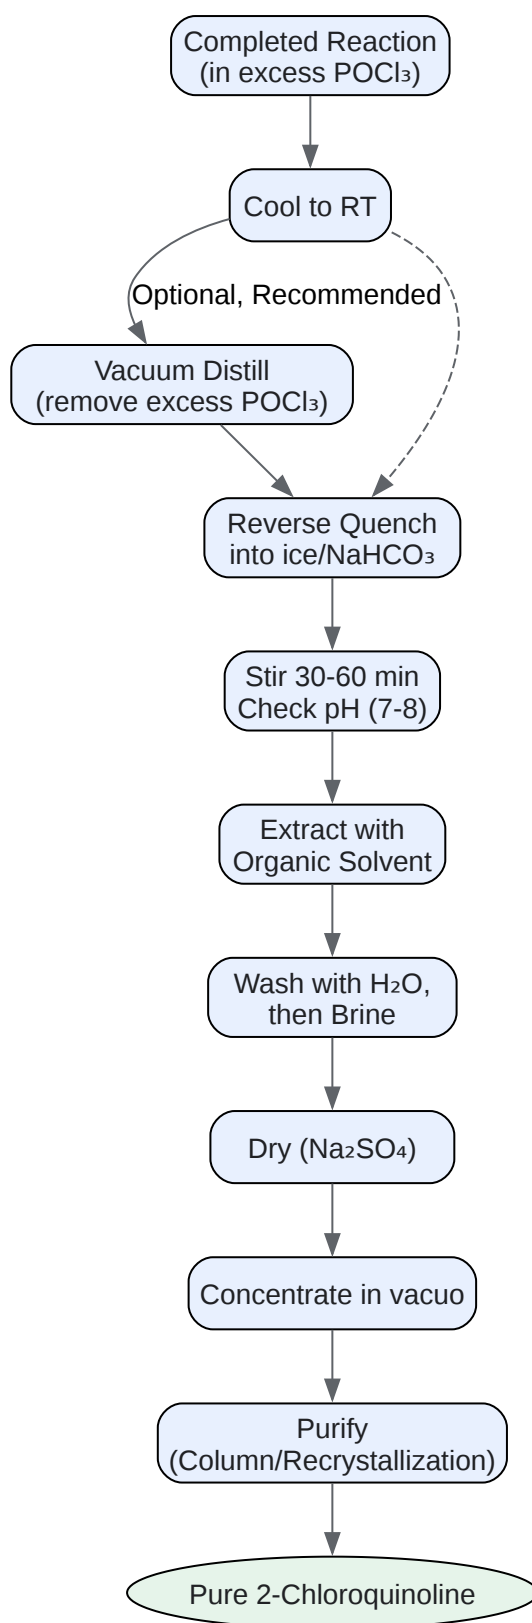 Completed Reaction
(in excess POCl₃)
Cool to RT
Optional, Recommended
Vacuum Distill
(remove excess POCl₃)
Reverse Quench
into ice/NaHCO₃
Stir 30-60 min
Check pH (7-8)
Extract with
Organic Solvent
Wash with H₂O,
then Brine
Dry (Na₂SO₄)
Concentrate in vacuo
Purify
(Column/Recrystallization)
Pure 2-Chloroquinoline